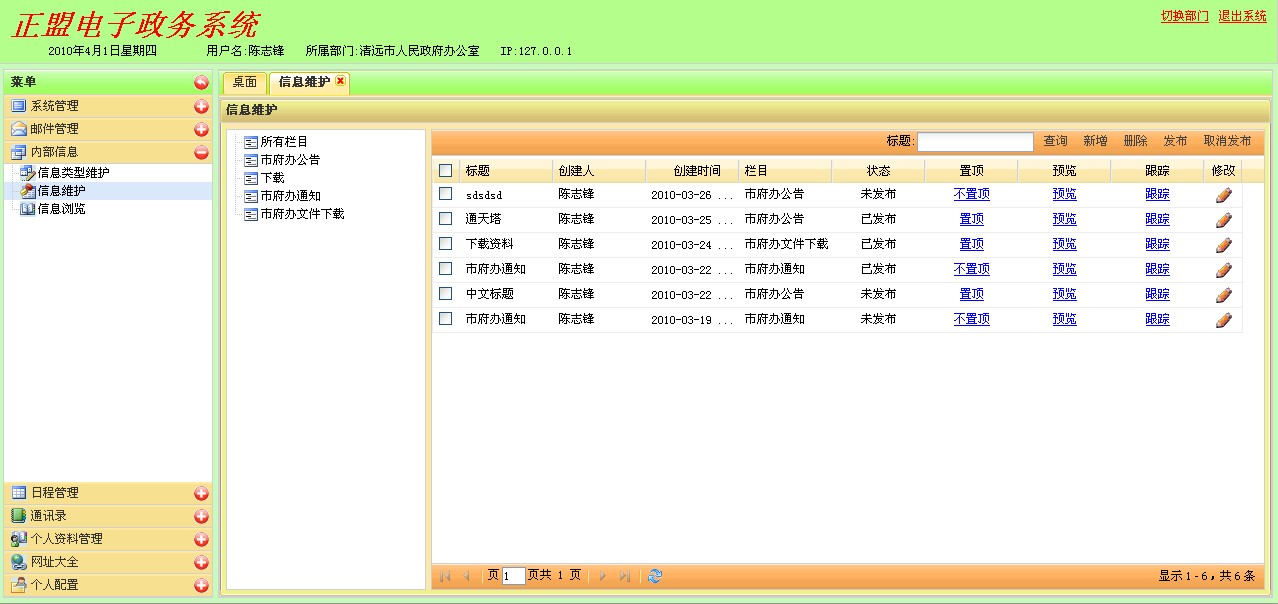 正盟电子政务系统
切换部门 退出系统
2010年4月1日星期四 用户名:陈志锋 所属部门:清远市人民政府办公室 IP:127.0.0.1
菜单
系统管理
邮件管理
内部信息
信息类型维护
信息维护
信息浏览
日程管理
通讯录
个人资料管理
网址大全
个人配置
桌面 信息维护
信息维护
所有栏目
市府办公告
下载
市府办通知
市府办文件下载
标题: 查询 新增 删除 发布 取消发布
标题 创建人 创建时间 栏目 状态 置顶 预览 跟踪 修改
sdsdsd 陈志锋 2010-03-26 ... 市府办公告 未发布 不置顶 预览 跟踪
通天塔 陈志锋 2010-03-25 ... 市府办公告 已发布 置顶 预览 跟踪
下载资料 陈志锋 2010-03-24 ... 市府办文件下载 已发布 置顶 预览 跟踪
市府办通知 陈志锋 2010-03-22 ... 市府办通知 已发布 不置顶 预览 跟踪
中文标题 陈志锋 2010-03-22 ... 市府办公告 未发布 置顶 预览 跟踪
市府办通知 陈志锋 2010-03-19 ... 市府办通知 未发布 不置顶 预览 跟踪
页 1 页共 1 页 显示1-6,共6条